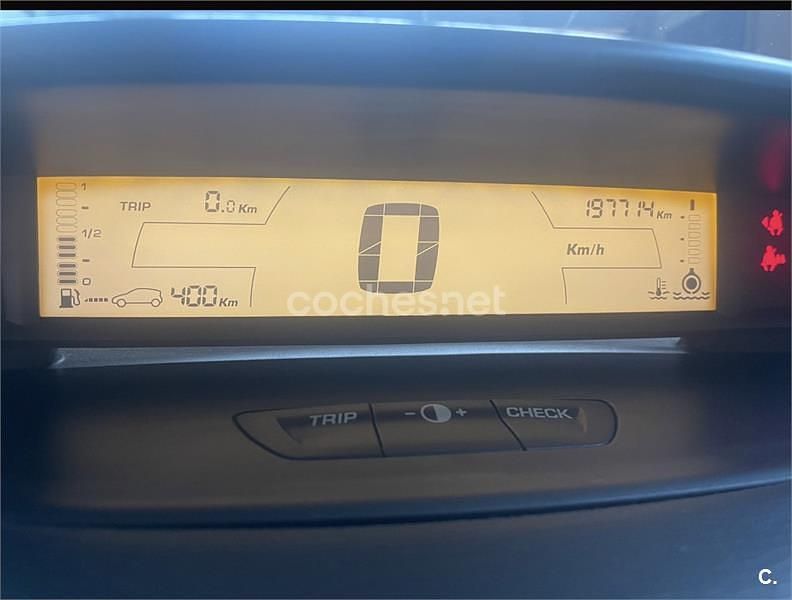 1
TRIP 0.0 Km 197714 Km
1/2
Km/h
0
0
400 Km
coches.net
TRIP - + CHECK
C.